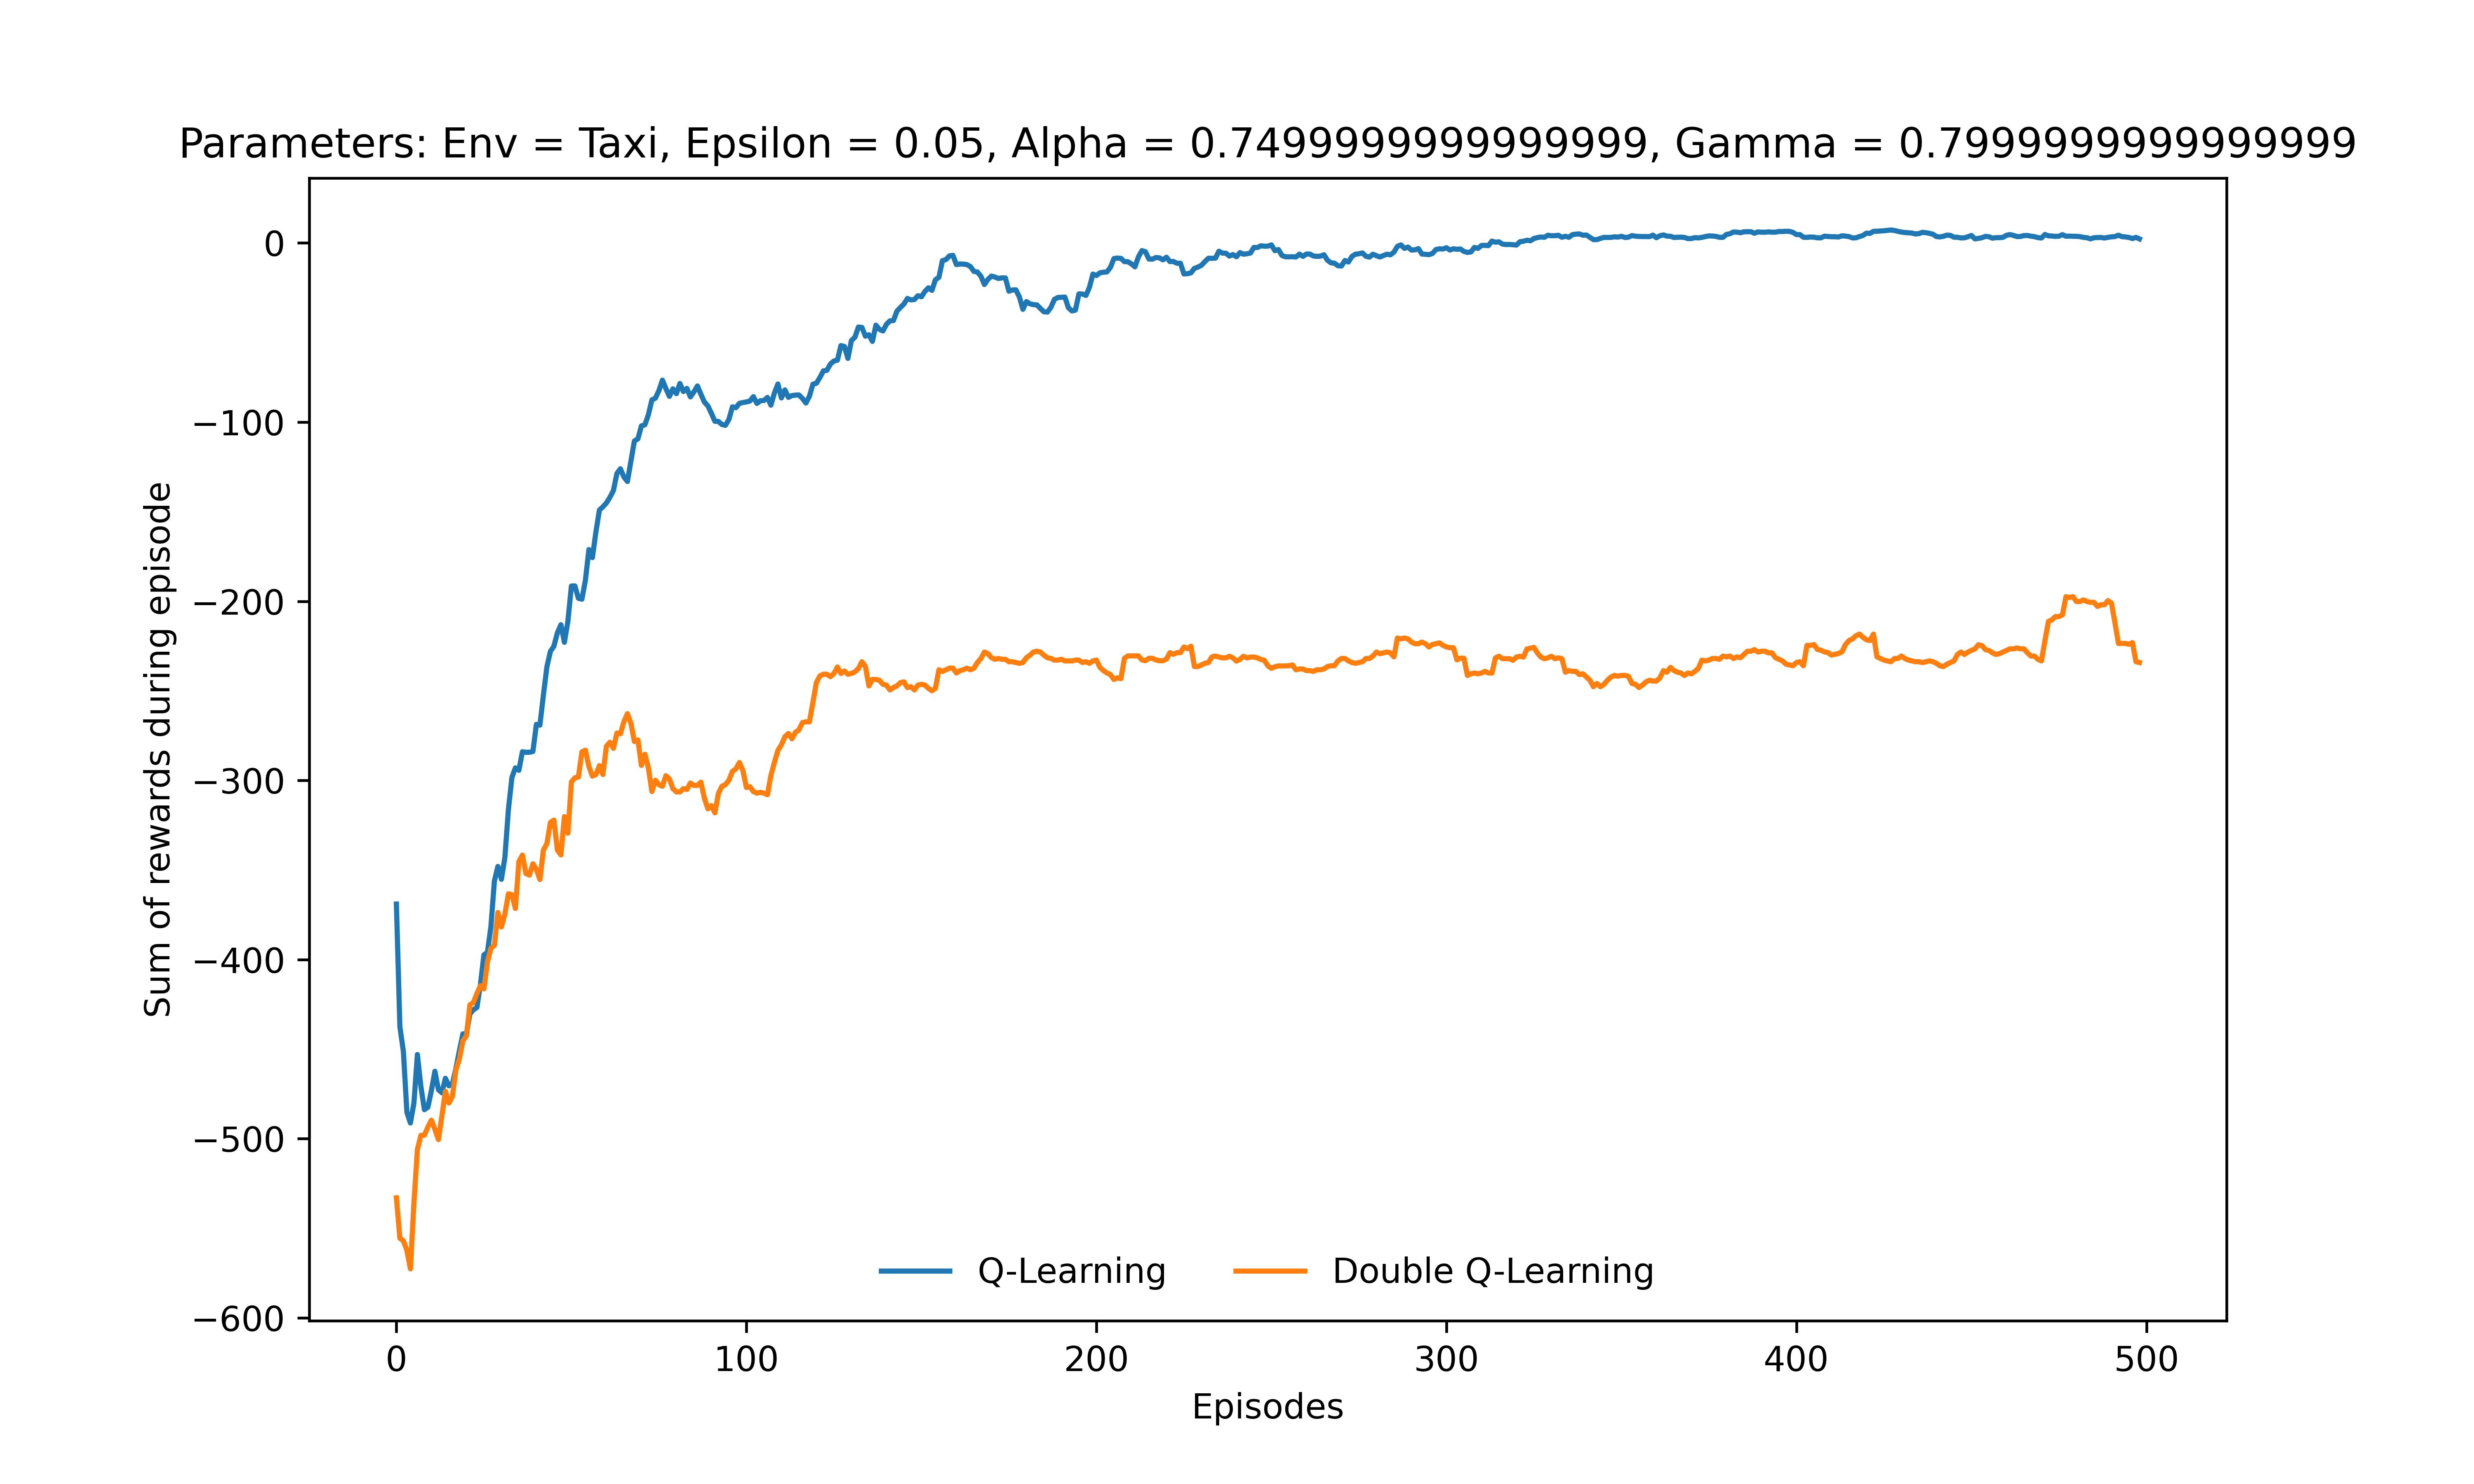 Parameters: Env = Taxi, Epsilon = 0.05, Alpha = 0.7499999999999999, Gamma = 0.7999999999999999
0
−100
−200
−300
−400
−500
−600
Sum of rewards during episode
Q-Learning
Double Q-Learning
0 100 200 300 400 500
Episodes